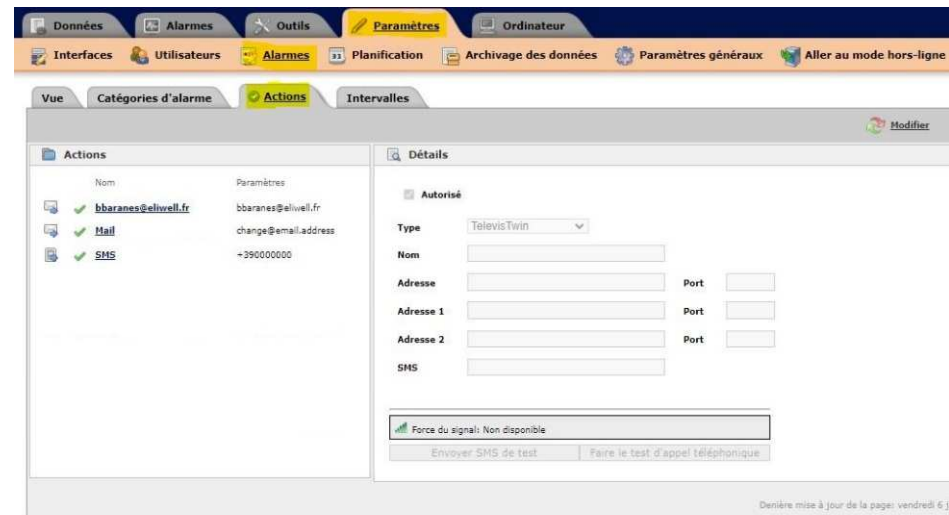 Données Alarmes Outils Paramètres Ordinateur
Interfaces Utilisateurs Alarmes Planification Archivage des données Paramètres généraux Aller au mode hors-ligne
Vue Catégories d'alarme Actions Intervalles
Modifier
Actions
Nom Paramètres
bbaranes@eliwell.fr bbaranes@eliwell.fr
Mail change@email.address
SMS +390000000
Détails
Autorisé
Type TelevisTwin
Nom
Adresse Port
Adresse 1 Port
Adresse 2 Port
SMS
Force du signal: Non disponible
Envoyer SMS de test Faire le test d'appel téléphonique
Denière mise à jour de la page: vendredi 6 j